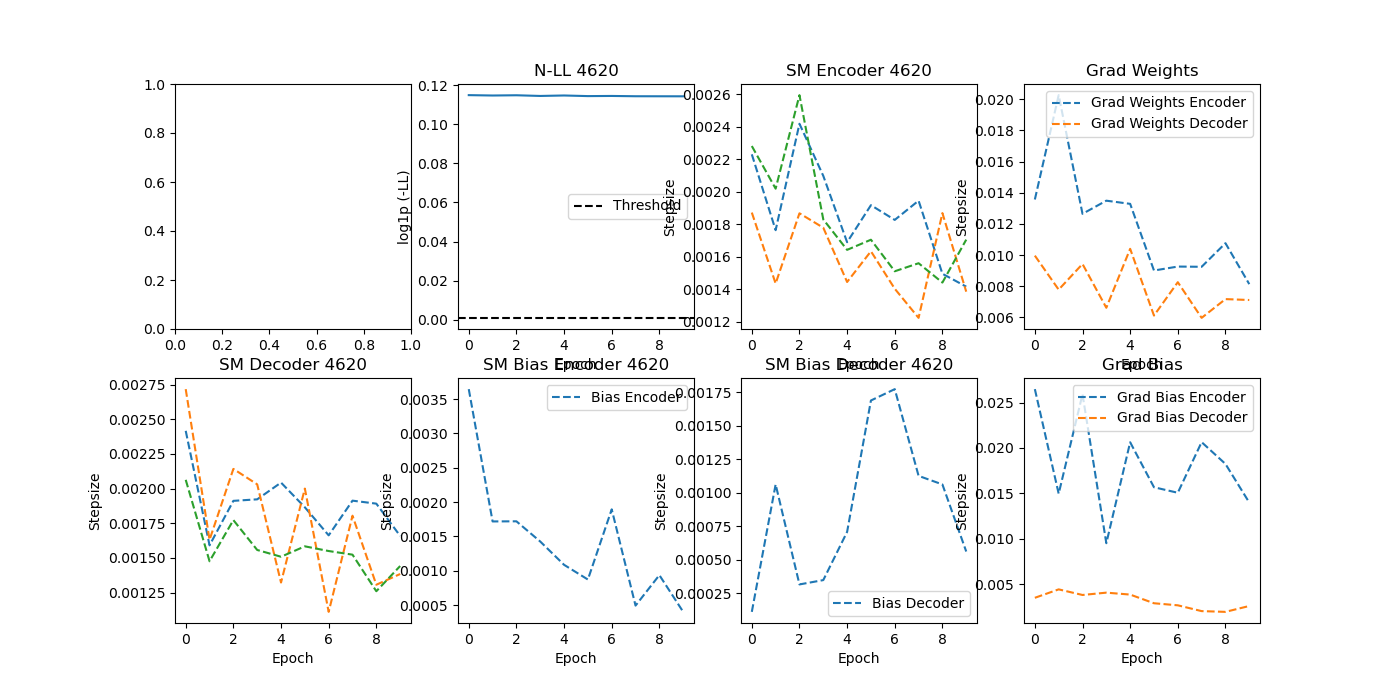 N-LL 4620
SM Encoder 4620
Grad Weights
1.0
0.8
0.6
0.4
0.2
0.0
0.0 0.2 0.4 0.6 0.8 1.0
log1p (-LL)
0.12
0.10
0.08
0.06
0.04
0.02
0.00
Threshold
0 2 4 6 8
Epoch
Stepsize
0.0026
0.0024
0.0022
0.0020
0.0018
0.0016
0.0014
0.0012
0 2 4 6 8
Epoch
Stepsize
0.020
0.018
0.016
0.014
0.012
0.010
0.008
0.006
Grad Weights Encoder
Grad Weights Decoder
0 2 4 6 8
Epoch
SM Decoder 4620
SM Bias Encoder 4620
SM Bias Decoder 4620
Grad Bias
Stepsize
0.00275
0.00250
0.00225
0.00200
0.00175
0.00150
0.00125
0 2 4 6 8
Epoch
Stepsize
0.0035
0.0030
0.0025
0.0020
0.0015
0.0010
0.0005
Bias Encoder
0 2 4 6 8
Epoch
Stepsize
0.00175
0.00150
0.00125
0.00100
0.00075
0.00050
0.00025
Bias Decoder
0 2 4 6 8
Epoch
Stepsize
0.025
0.020
0.015
0.010
0.005
Grad Bias Encoder
Grad Bias Decoder
0 2 4 6 8
Epoch